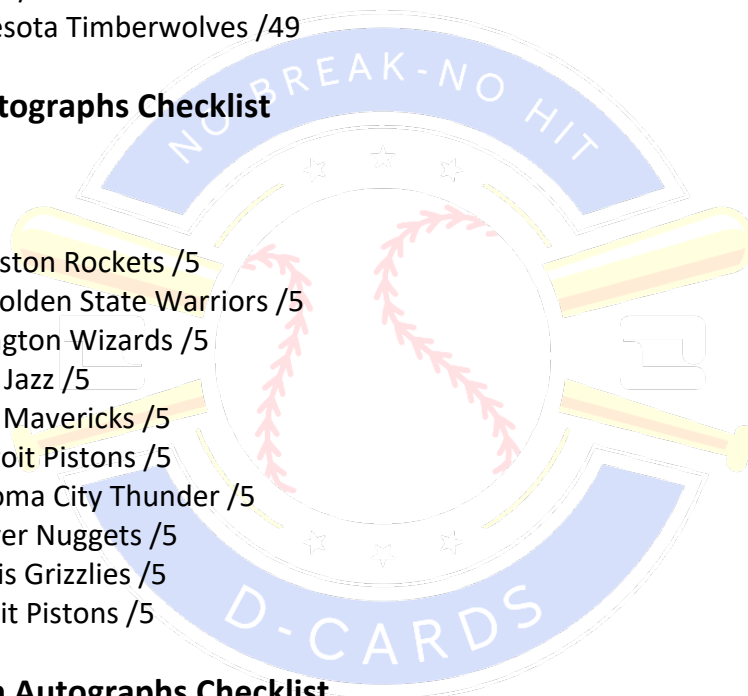 esota Timberwolves /49
NO BREAK-NO HIT
tographs Checklist
ston Rockets /5
olden State Warriors /5
gton Wizards /5
Jazz /5
Mavericks /5
oit Pistons /5
oma City Thunder /5
er Nuggets /5
is Grizzlies /5
it Pistons /5
D-CARDS
Autographs Checklist